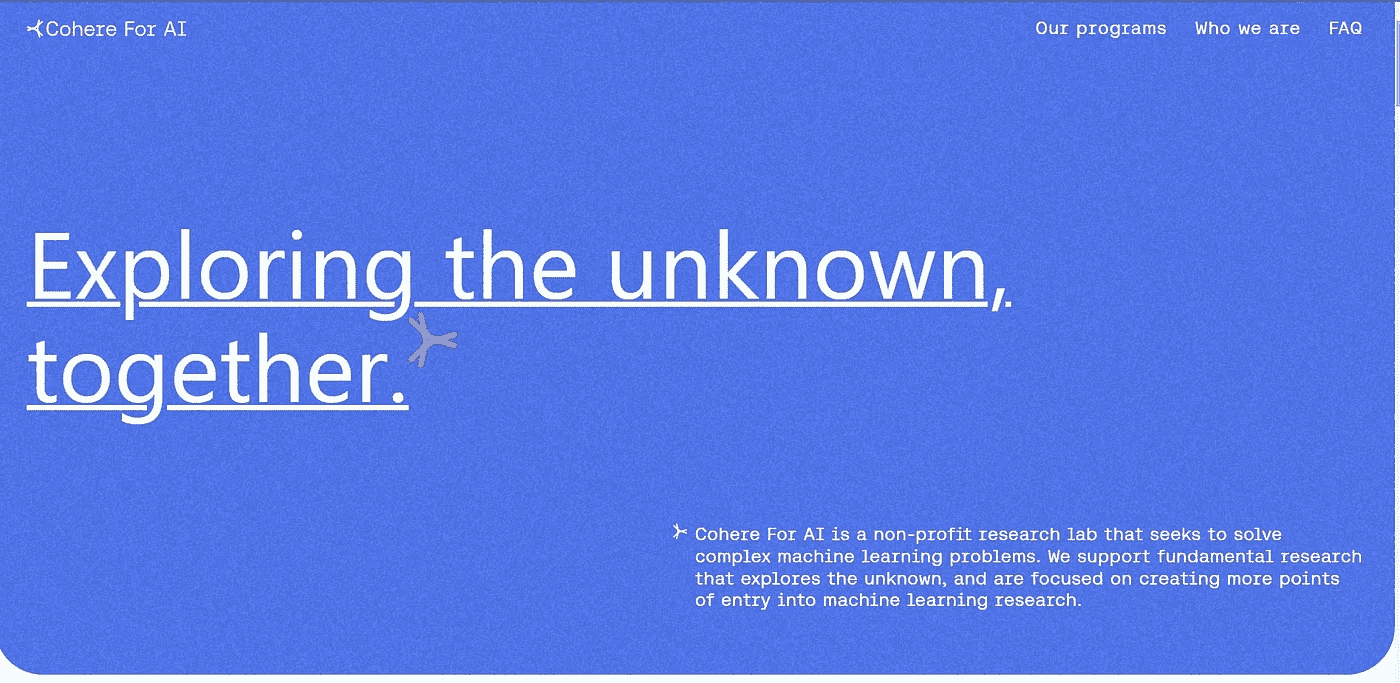 Cohere For AI
Our programs Who we are FAQ
Exploring the unknown,
together.
Cohere For AI is a non-profit research lab that seeks to solve
complex machine learning problems. We support fundamental research
that explores the unknown, and are focused on creating more points
of entry into machine learning research.